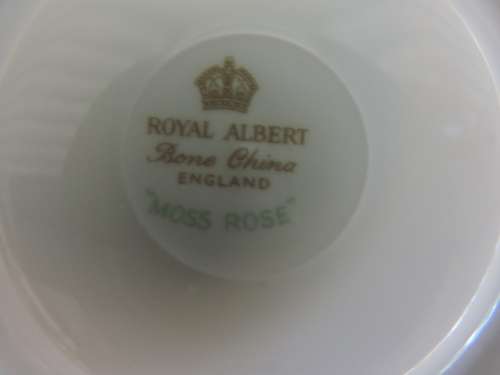 ROYAL ALBERT
Bone China
ENGLAND
"MOSS ROSE"